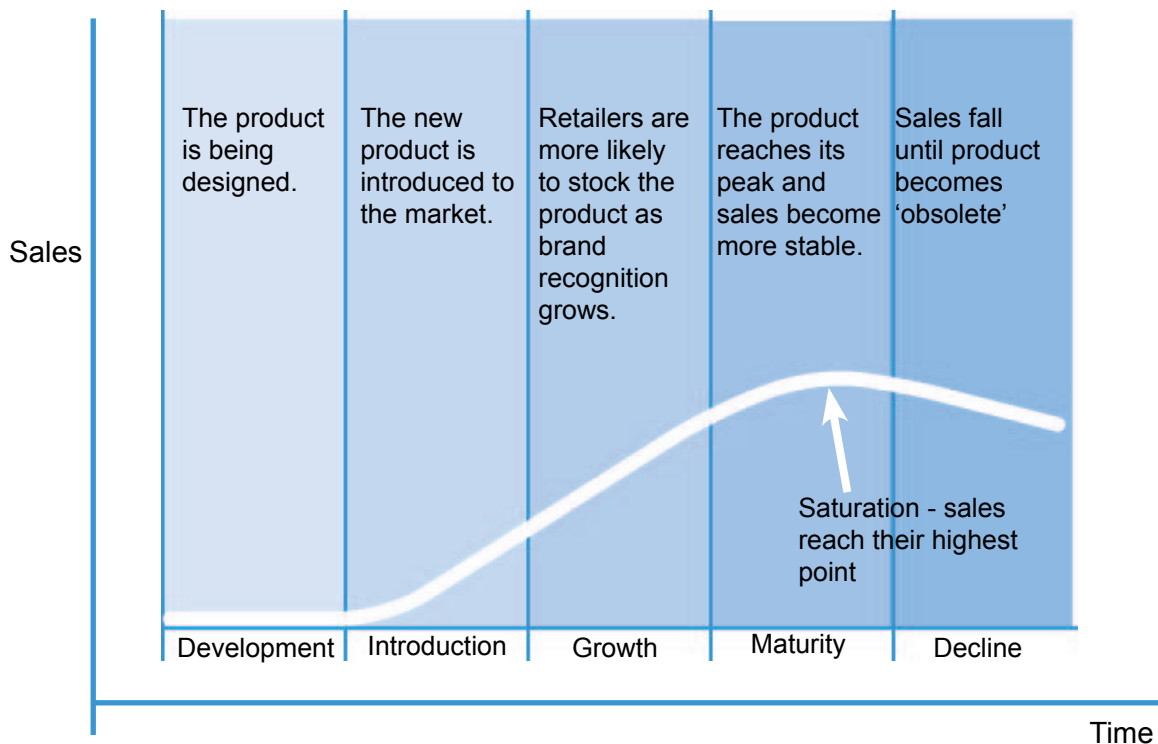 The product
is being
designed.
The new
product is
introduced to
the market.
Retailers are
more likely
to stock the
product as
brand
recognition
grows.
The product
reaches its
peak and
sales become
more stable.
Sales fall
until product
becomes
‘obsolete’
Sales
Saturation - sales
reach their highest
point
Development
Introduction
Growth
Maturity
Decline
Time